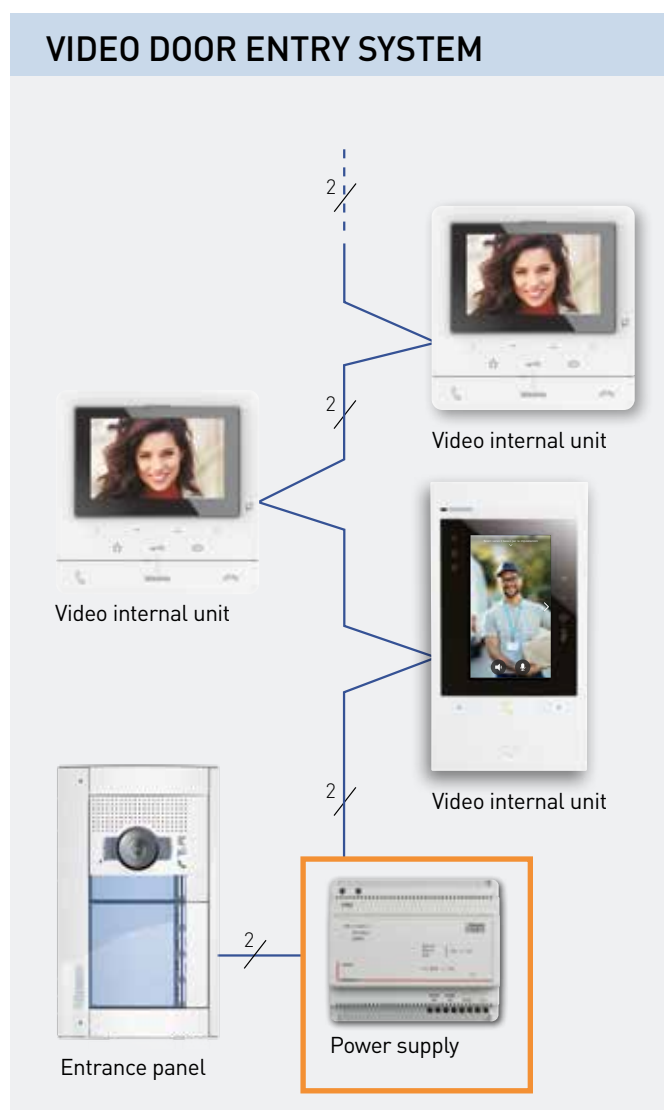 VIDEO DOOR ENTRY SYSTEM
2
Video internal unit
2
Video internal unit
2
Video internal unit
2
Power supply
Entrance panel